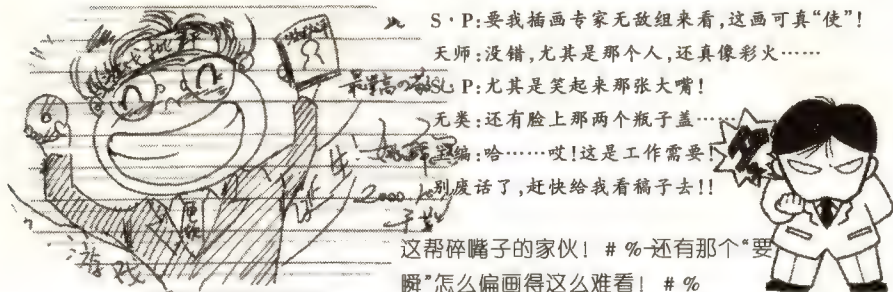 S·P:要我插画专家无敌组来看,这画可真“使”!
天师:没错,尤其是那个人,还真像彩火……
S·P:尤其是笑起来那张大嘴!
无类:还有脸上那两个瓶子盖……
编:哈……哎!这是工作需要!
别废话了,赶快给我看稿子去!!
这帮碎嘴子的家伙! #%还有那个“要
瞬”怎么偏画得这么难看! #%
最高の
2000
游戏